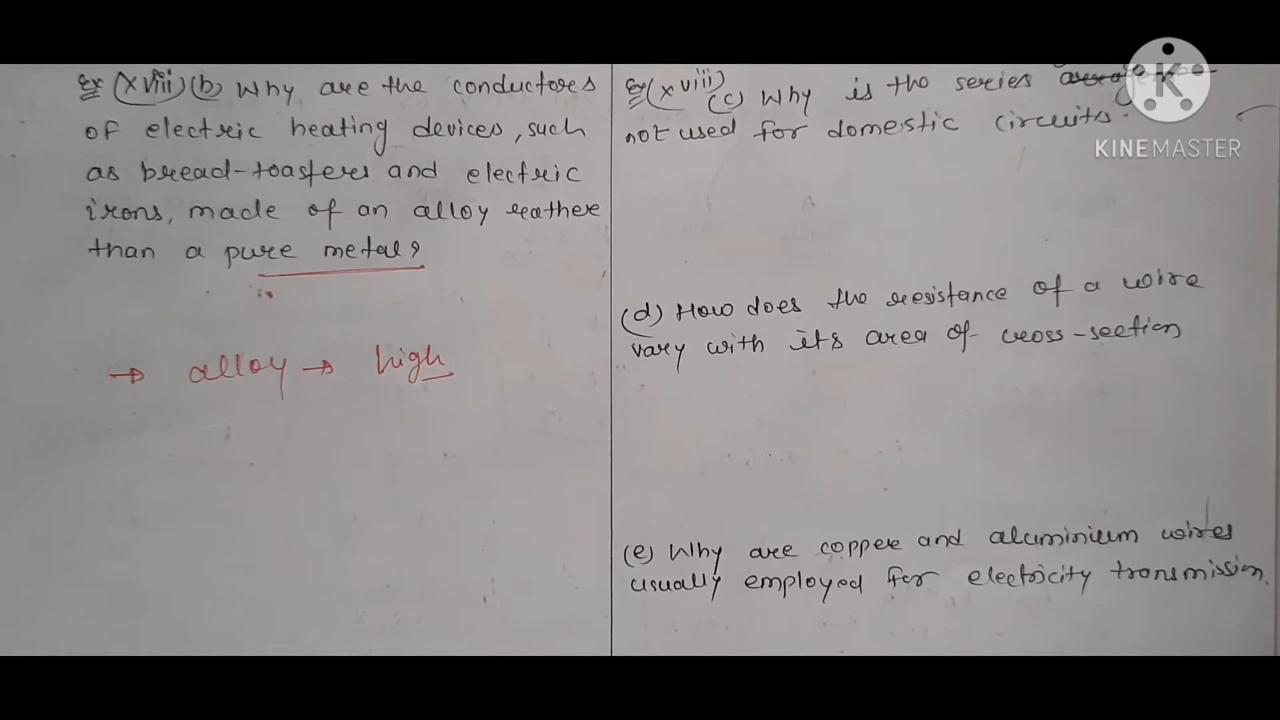 Ex (xviii) (b) Why are the conductores
of electric heating devices, such
as bread-toasters and electric
irons, made of an alloy reathere
than a pure metal?
→ alloy → high
Ex (xviii) (c) Why is the series
not used for domestic circuits.
(d) How does the resistance of a wire
vary with its area of cross-section
(e) Why are copper and aluminium wires
usually employed for electricity transmission.
K
KINEMASTER